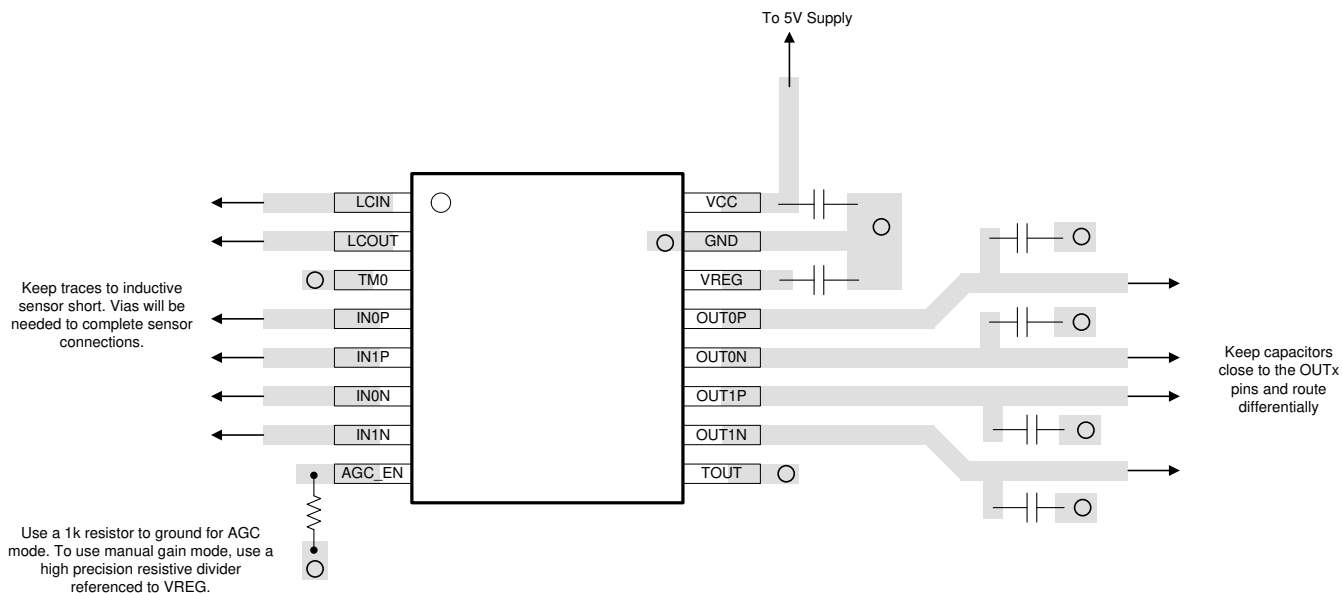 To 5V Supply
LCIN
LCOUT
TM0
IN0P
IN1P
IN0N
IN1N
AGC_EN
VCC
GND
VREG
OUT0P
OUT0N
OUT1P
OUT1N
TOUT
Keep traces to inductive
sensor short. Vias will be
needed to complete sensor
connections.
Keep capacitors
close to the OUTx
pins and route
differentially
Use a 1k resistor to ground for AGC
mode. To use manual gain mode, use a
high precision resistive divider
referenced to VREG.